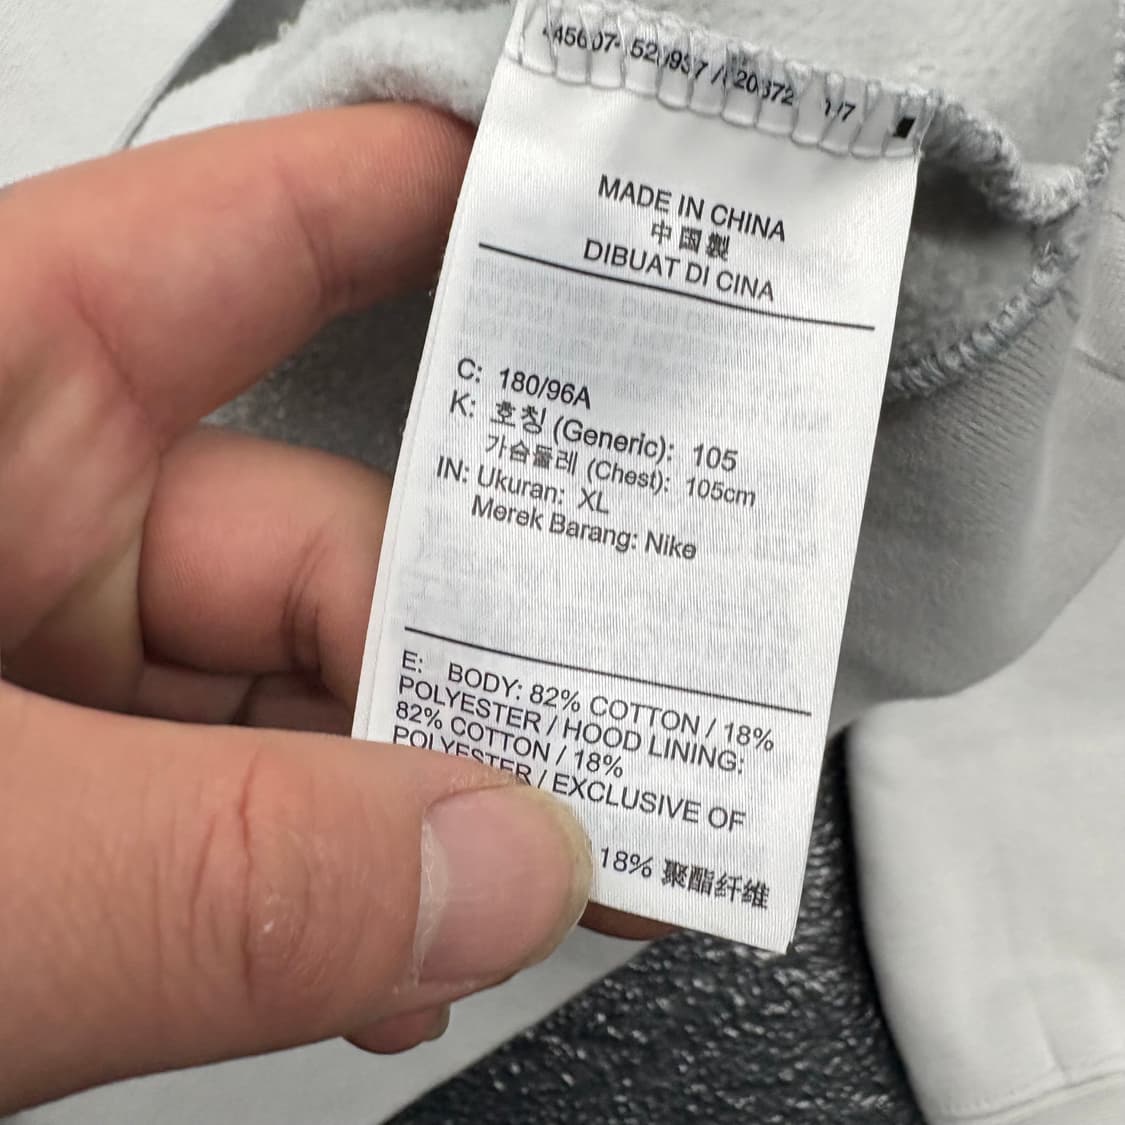 MADE IN CHINA
中国製
DIBUAT DI CINA
C: 180/96A
K: 호칭 (Generic): 105
가슴둘레 (Chest): 105cm
IN: Ukuran: XL
Merek Barang: Nike
E: BODY: 82% COTTON / 18%
POLYESTER / HOOD LINING:
82% COTTON / 18%
POLYESTER / EXCLUSIVE OF
18% 聚酯纤维